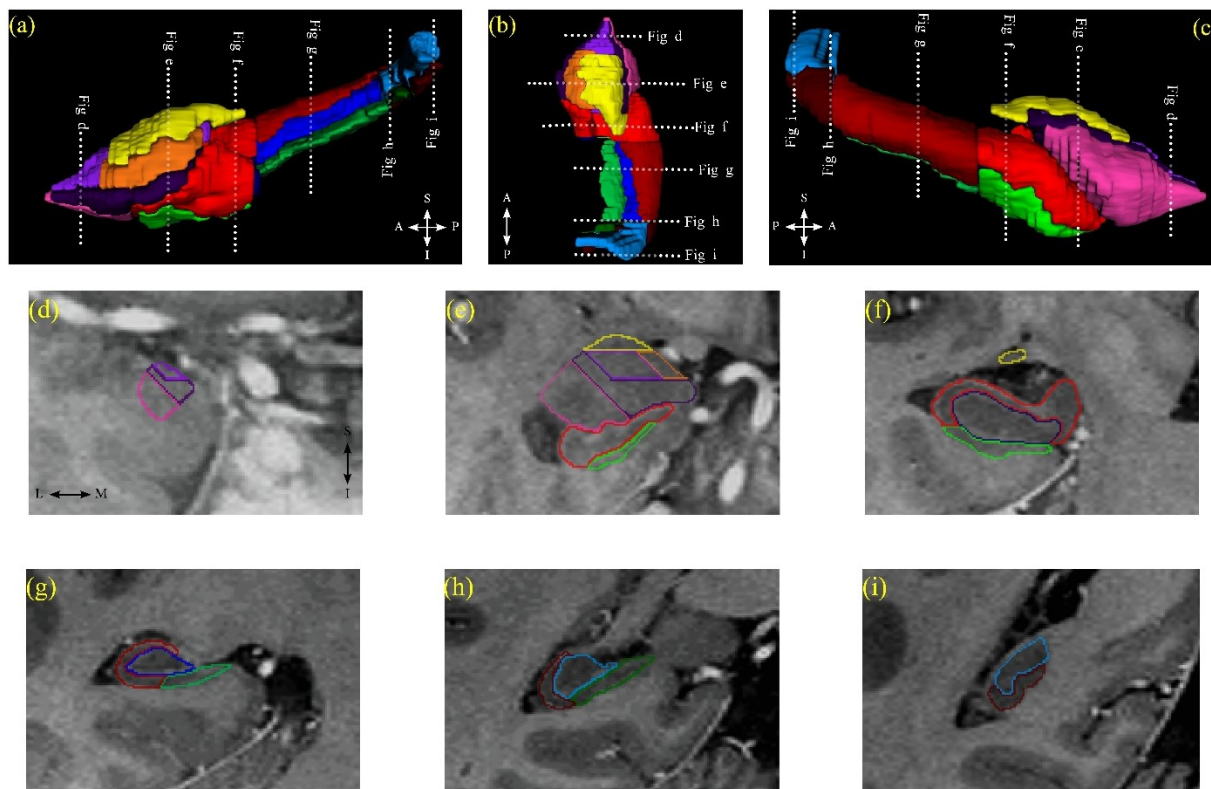 (a)
Fig d
Fig e
Fig f
Fig g
Fig h
Fig i
S
A P
I
(b)
Fig d
Fig e
Fig f
Fig g
Fig h
Fig i
A
P
(c)
Fig i
Fig h
Fig g
Fig f
Fig e
Fig d
S
P A
I
(d)
S
I
L M
(e)
(f)
(g)
(h)
(i)